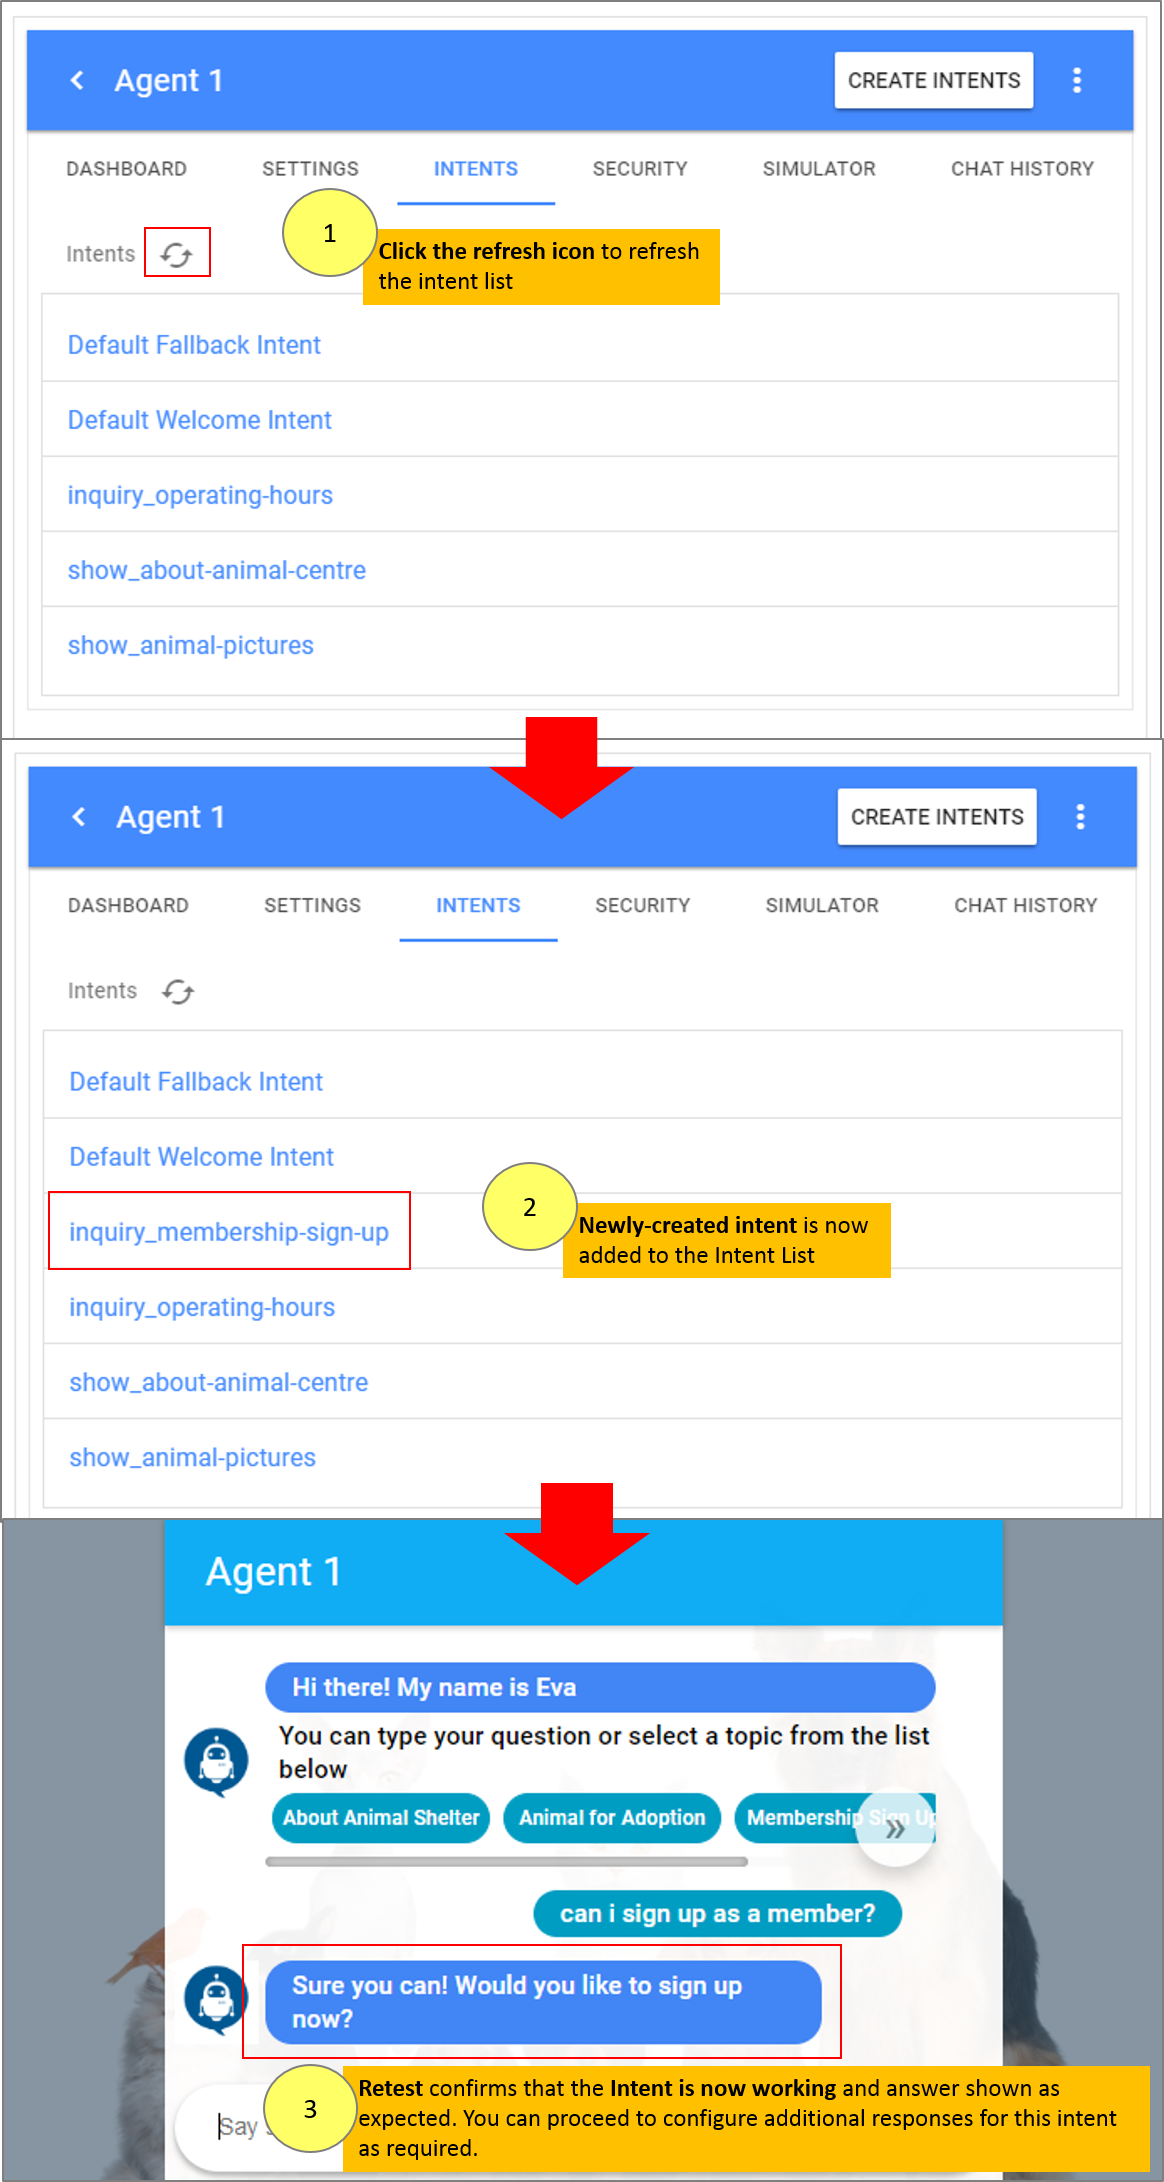 Agent 1
CREATE INTENTS
DASHBOARD SETTINGS INTENTS SECURITY SIMULATOR CHAT HISTORY
Intents
1
Click the refresh icon to refresh
the intent list
Default Fallback Intent
Default Welcome Intent
inquiry_operating-hours
show_about-animal-centre
show_animal-pictures
Agent 1
CREATE INTENTS
DASHBOARD SETTINGS INTENTS SECURITY SIMULATOR CHAT HISTORY
Intents
Default Fallback Intent
Default Welcome Intent
inquiry_membership-sign-up
2
Newly-created intent is now
added to the Intent List
inquiry_operating-hours
show_about-animal-centre
show_animal-pictures
Agent 1
Hi there! My name is Eva
You can type your question or select a topic from the list
below
About Animal Shelter Animal for Adoption Membership Sign Up
can i sign up as a member?
Sure you can! Would you like to sign up
now?
Say
3
Retest confirms that the Intent is now working and answer shown as
expected. You can proceed to configure additional responses for this intent
as required.